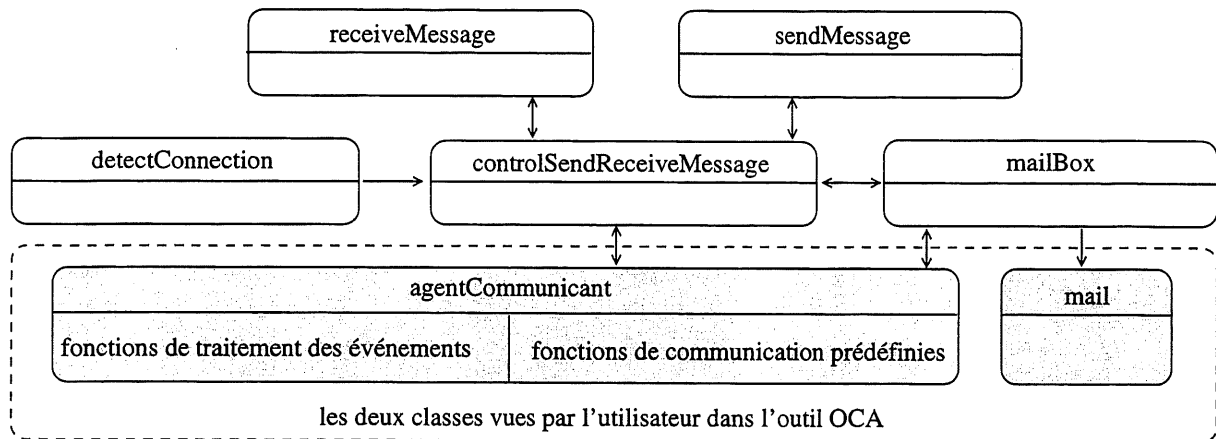 receiveMessage
sendMessage
detectConnection
controlSendReceiveMessage
mailBox
agentCommunicant
mail
fonctions de traitement des événements
fonctions de communication prédéfinies
les deux classes vues par l'utilisateur dans l'outil OCA